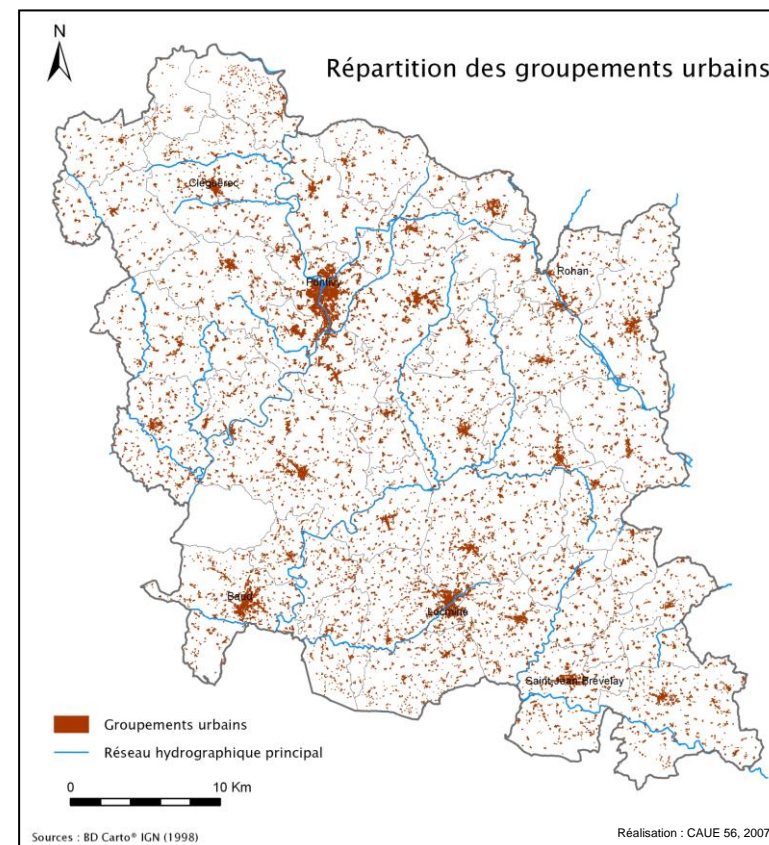 N
Répartition des groupements urbains
Cléguérec
Rohan
Pontivy
Baud
Locminé
Saint-Jean-Brévelay
Groupements urbains
Réseau hydrographique principal
0 10 Km
Sources : BD Carto® IGN (1998)
Réalisation : CAUE 56, 2007